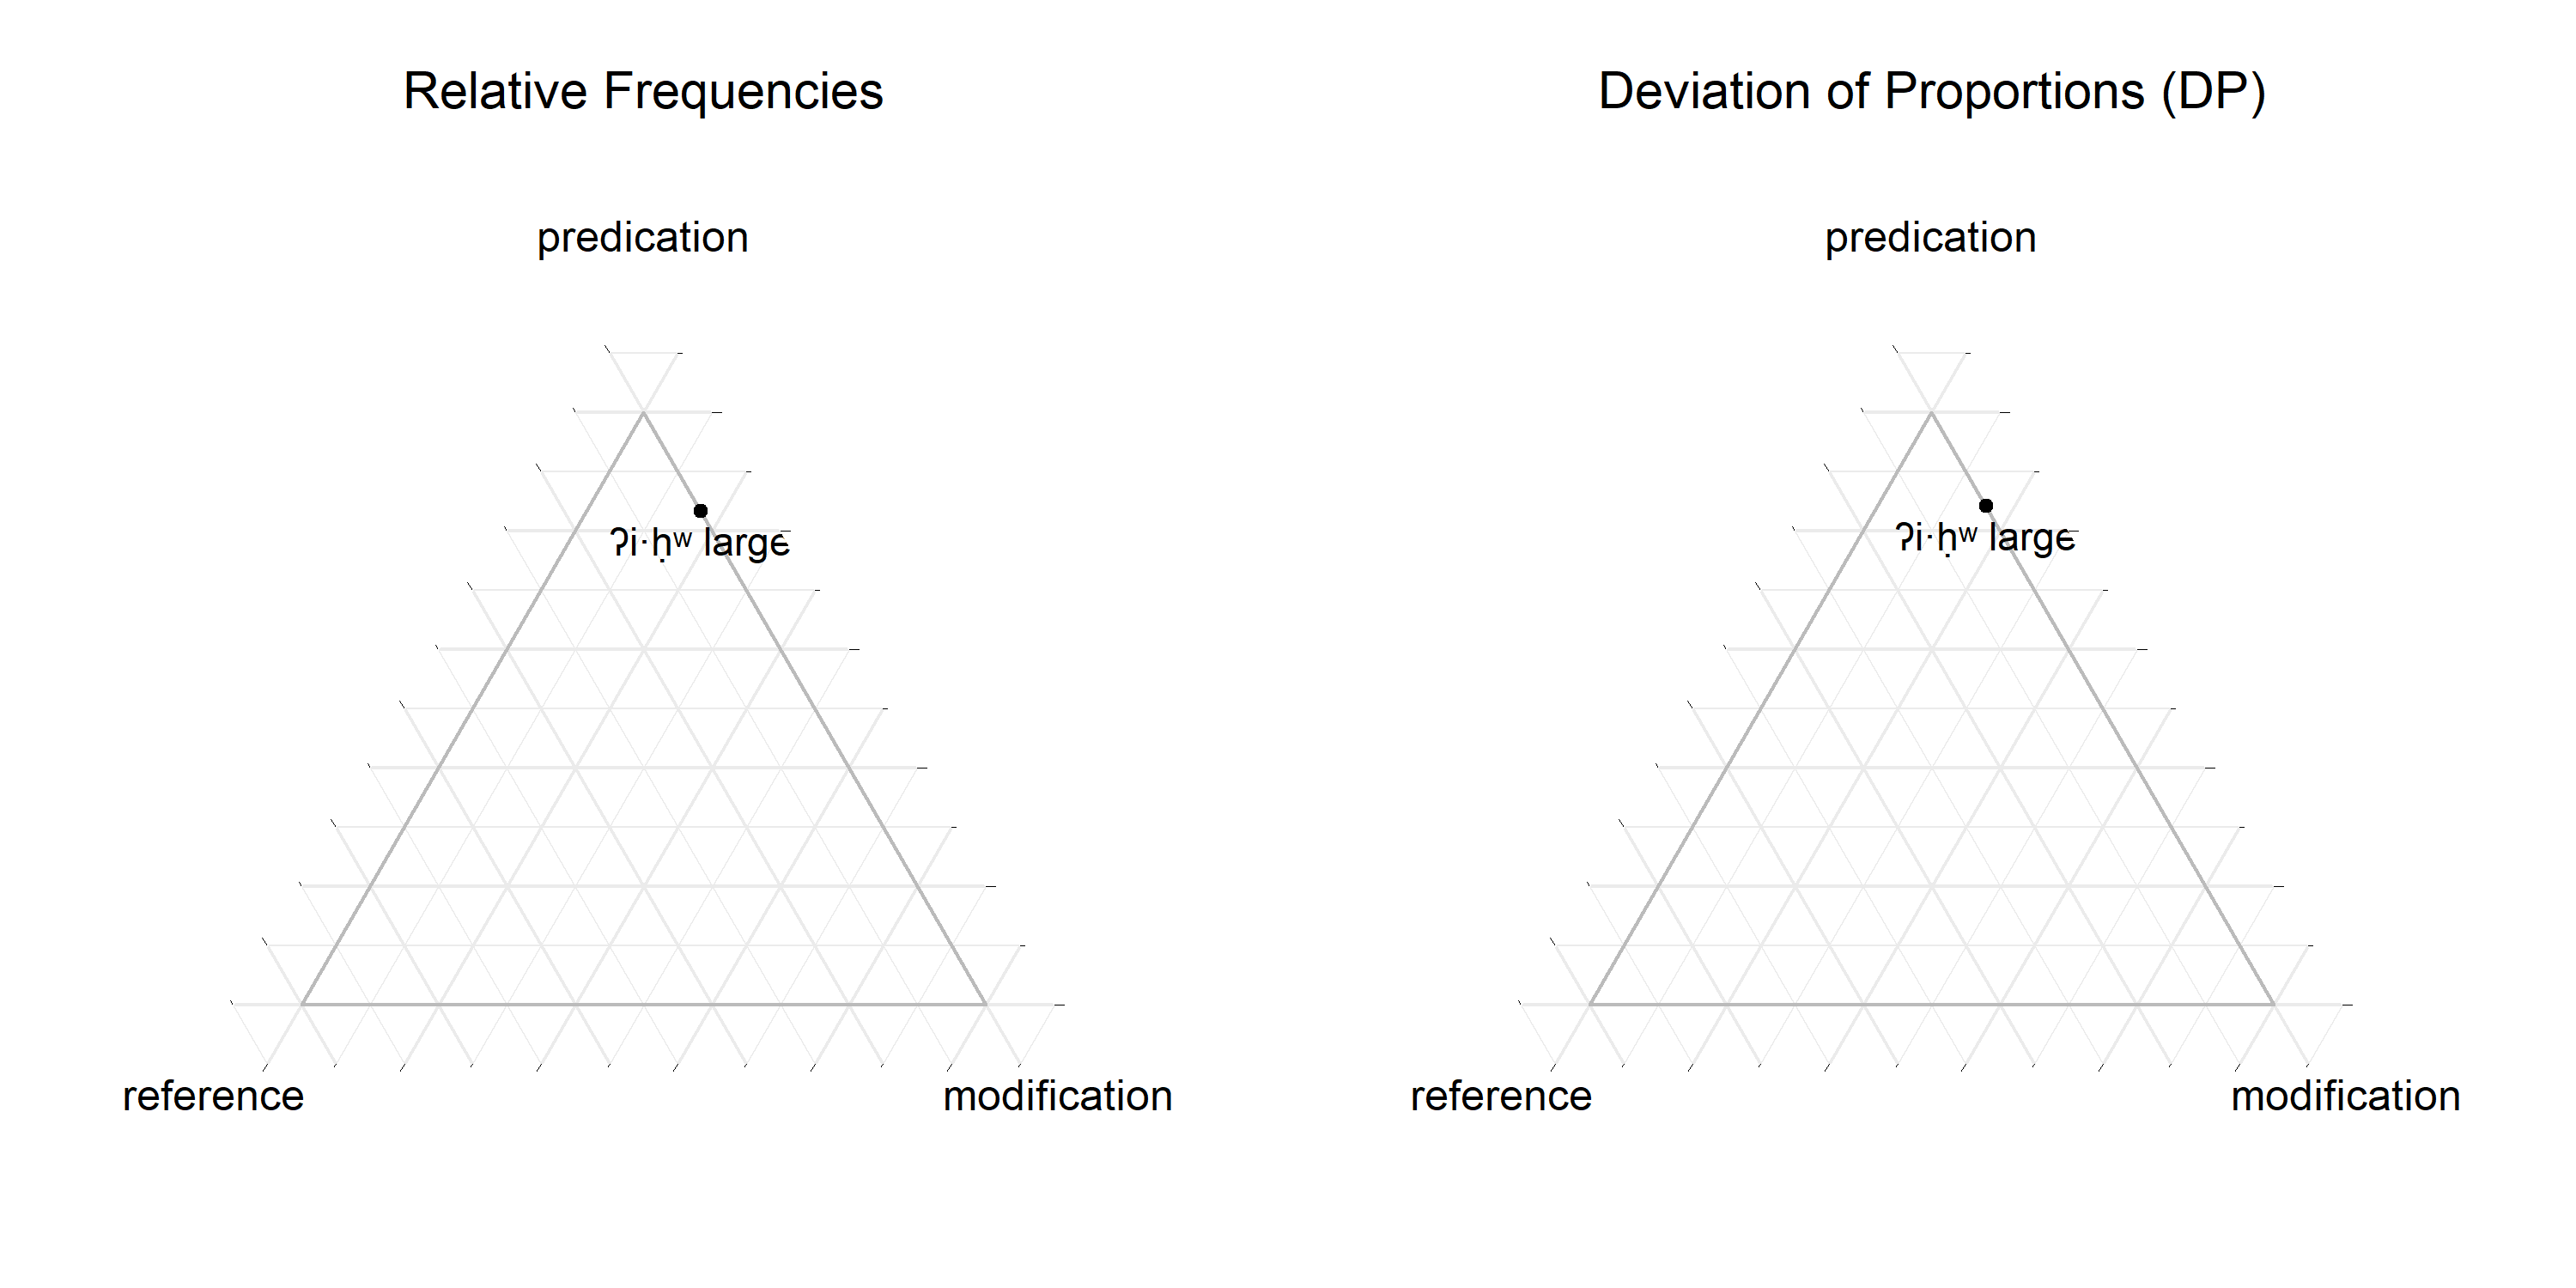 Relative Frequencies
predication
ʔi·ḥʷ large
reference
modification
Deviation of Proportions (DP)
predication
ʔi·ḥʷ large
reference
modification